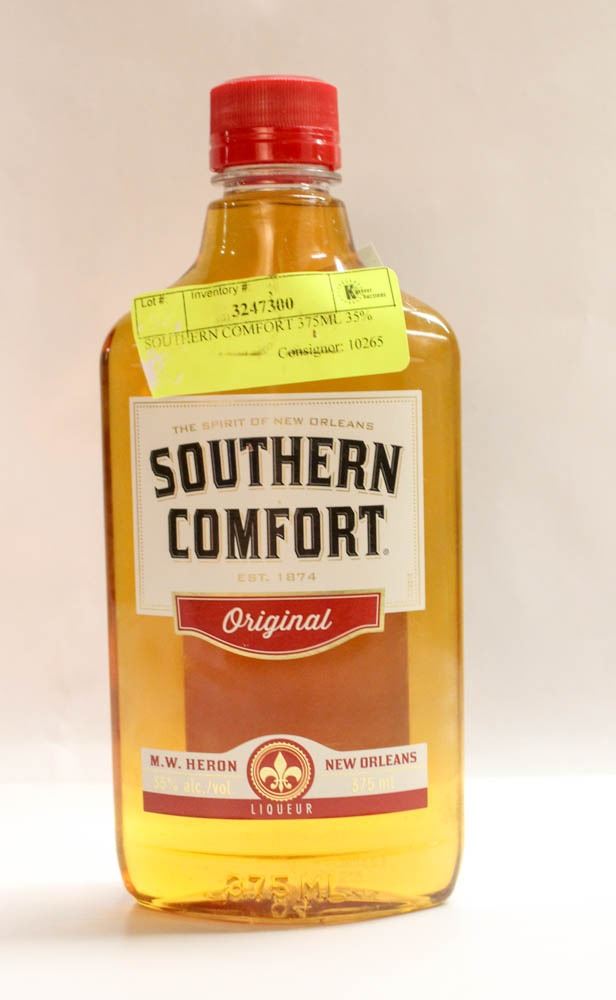 Lot #:
Inventory #:
3247300
SOUTHERN COMFORT 375ML 35%
Consignor: 10265
THE SPIRIT OF NEW ORLEANS
SOUTHERN
COMFORT
EST. 1874
Original
M.W. HERON NEW ORLEANS
35% alc./vol 375 ml
LIQUEUR
375 ML